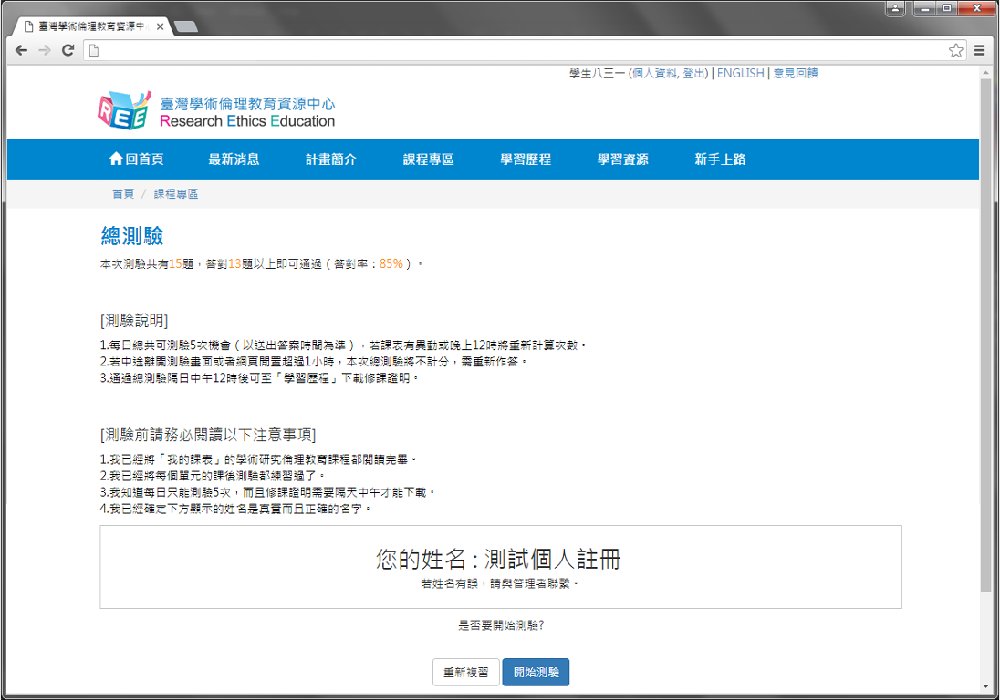 臺灣學術倫理教育資源中
學生八三一 (個人資料, 登出) | ENGLISH | 意見回饋
REE
臺灣學術倫理教育資源中心
Research Ethics Education
回首頁 最新消息 計畫簡介 課程專區 學習歷程 學習資源 新手上路
首頁 / 課程專區
總測驗
本次測驗共有15題，答對13題以上即可通過（答對率：85%）。
[測驗說明]
1.每日總共可測驗5次機會（以送出答案時間為準），若課表有異動或晚上12時將重新計算次數。
2.若中途離開測驗畫面或者網頁閒置超過1小時，本次總測驗將不計分，需重新作答。
3.通過總測驗隔日中午12時後可至「學習歷程」下載修課證明。
[測驗前請務必閱讀以下注意事項]
1.我已經將「我的課表」的學術研究倫理教育課程都閱讀完畢。
2.我已經將每個單元的課後測驗都練習過了。
3.我知道每日只能測驗5次，而且修課證明需要隔天中午才能下載。
4.我已經確定下方顯示的姓名是真實而且正確的名字。
您的姓名 : 測試個人註冊
若姓名有誤，請與管理者聯繫。
是否要開始測驗?
重新複習 開始測驗